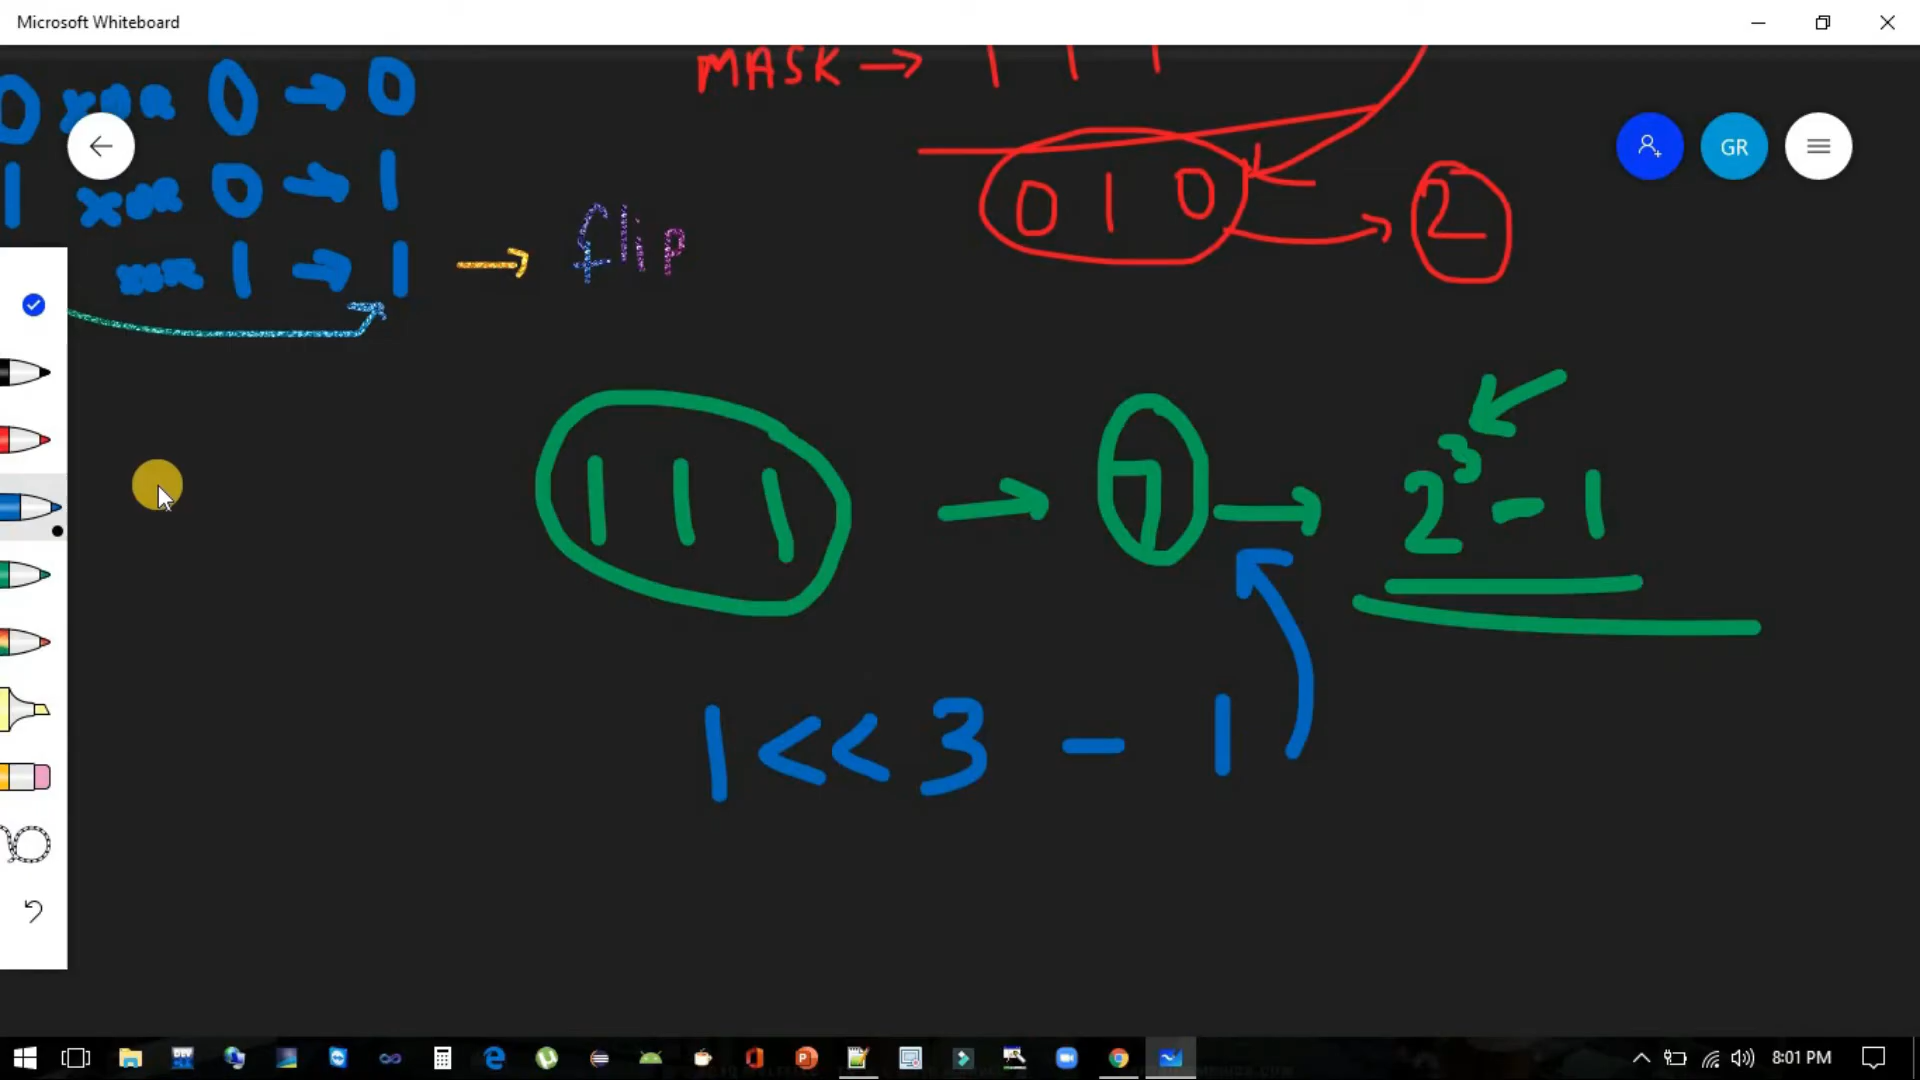 Microsoft Whiteboard
MASK → 1 1 1
0 xor 0 → 0
1 xor 0 → 1
xor 1 → 1 → flip
0 1 0 → 2
GR
1 1 1 → 7 → 2³ - 1
1 << 3 - 1
8:01 PM